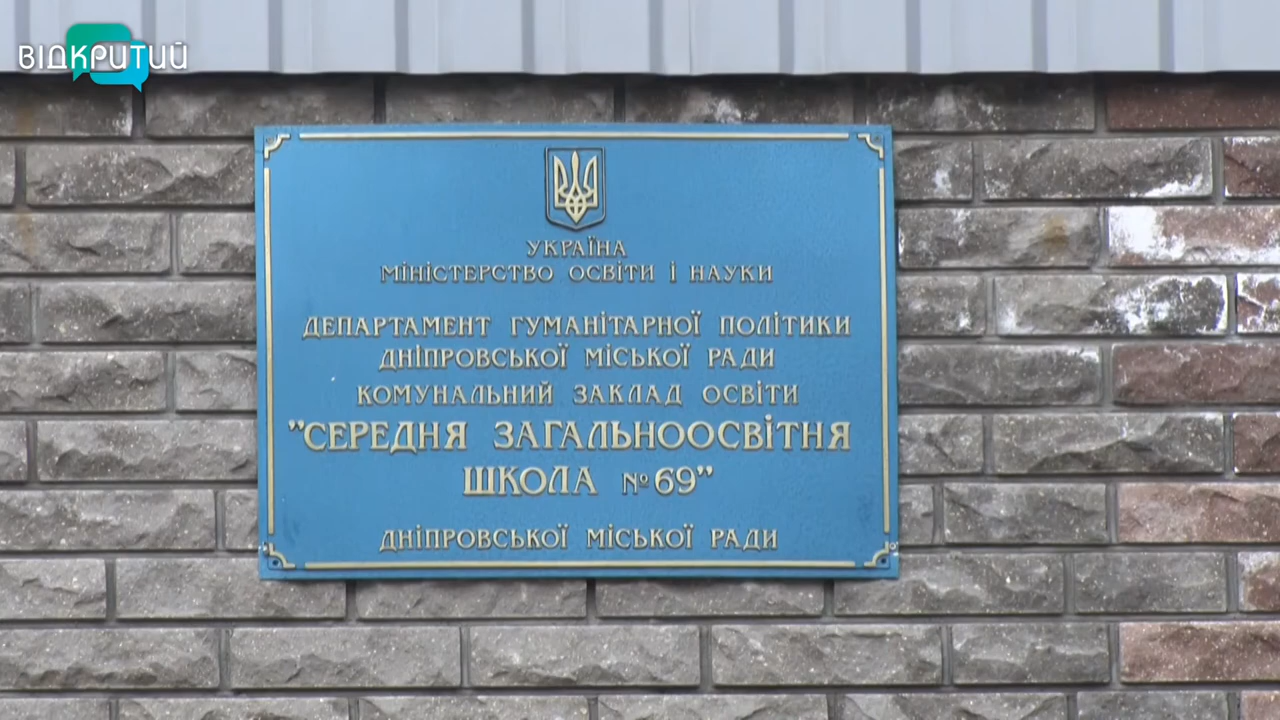 ВІДКРИТИЙ
УКРАЇНА
МІНІСТЕРСТВО ОСВІТИ І НАУКИ
ДЕПАРТАМЕНТ ГУМАНІТАРНОЇ ПОЛІТИКИ
ДНІПРОВСЬКОЇ МІСЬКОЇ РАДИ
КОМУНАЛЬНИЙ ЗАКЛАД ОСВІТИ
"СЕРЕДНЯ ЗАГАЛЬНООСВІТНЯ
ШКОЛА №69"
ДНІПРОВСЬКОЇ МІСЬКОЇ РАДИ